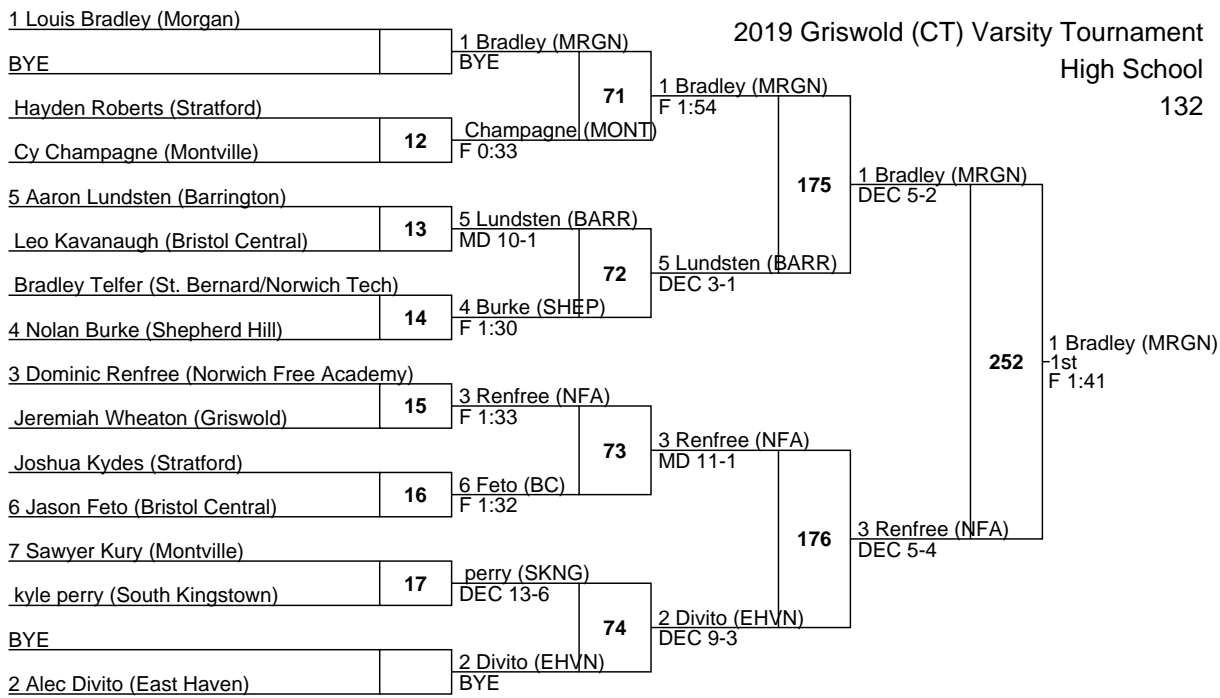 2019 Griswold (CT) Varsity Tournament
High School
132
1 Louis Bradley (Morgan)
BYE
Hayden Roberts (Stratford)
12
Cy Champagne (Montville)
5 Aaron Lundsten (Barrington)
13
Leo Kavanaugh (Bristol Central)
Bradley Telfer (St. Bernard/Norwich Tech)
14
4 Nolan Burke (Shepherd Hill)
3 Dominic Renfree (Norwich Free Academy)
15
Jeremiah Wheaton (Griswold)
Joshua Kydes (Stratford)
16
6 Jason Feto (Bristol Central)
7 Sawyer Kury (Montville)
17
kyle perry (South Kingstown)
BYE
2 Alec Divito (East Haven)
1 Bradley (MRGN)
BYE
71
Champagne (MONT)
F 0:33
5 Lundsten (BARR)
MD 10-1
72
4 Burke (SHEP)
F 1:30
3 Renfree (NFA)
F 1:33
73
6 Feto (BC)
F 1:32
perry (SKNG)
DEC 13-6
74
2 Divito (EHVN)
BYE
1 Bradley (MRGN)
F 1:54
175
5 Lundsten (BARR)
DEC 3-1
3 Renfree (NFA)
MD 11-1
176
2 Divito (EHVN)
DEC 9-3
1 Bradley (MRGN)
DEC 5-2
252
3 Renfree (NFA)
DEC 5-4
1 Bradley (MRGN)
1st
F 1:41